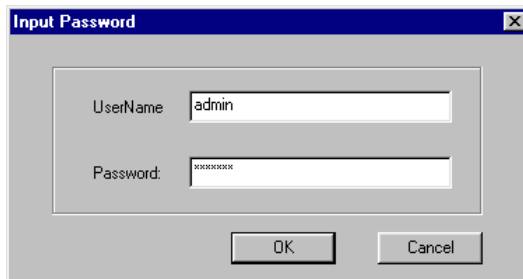 Input Password
UserName
admin
Password:
*******
OK
Cancel